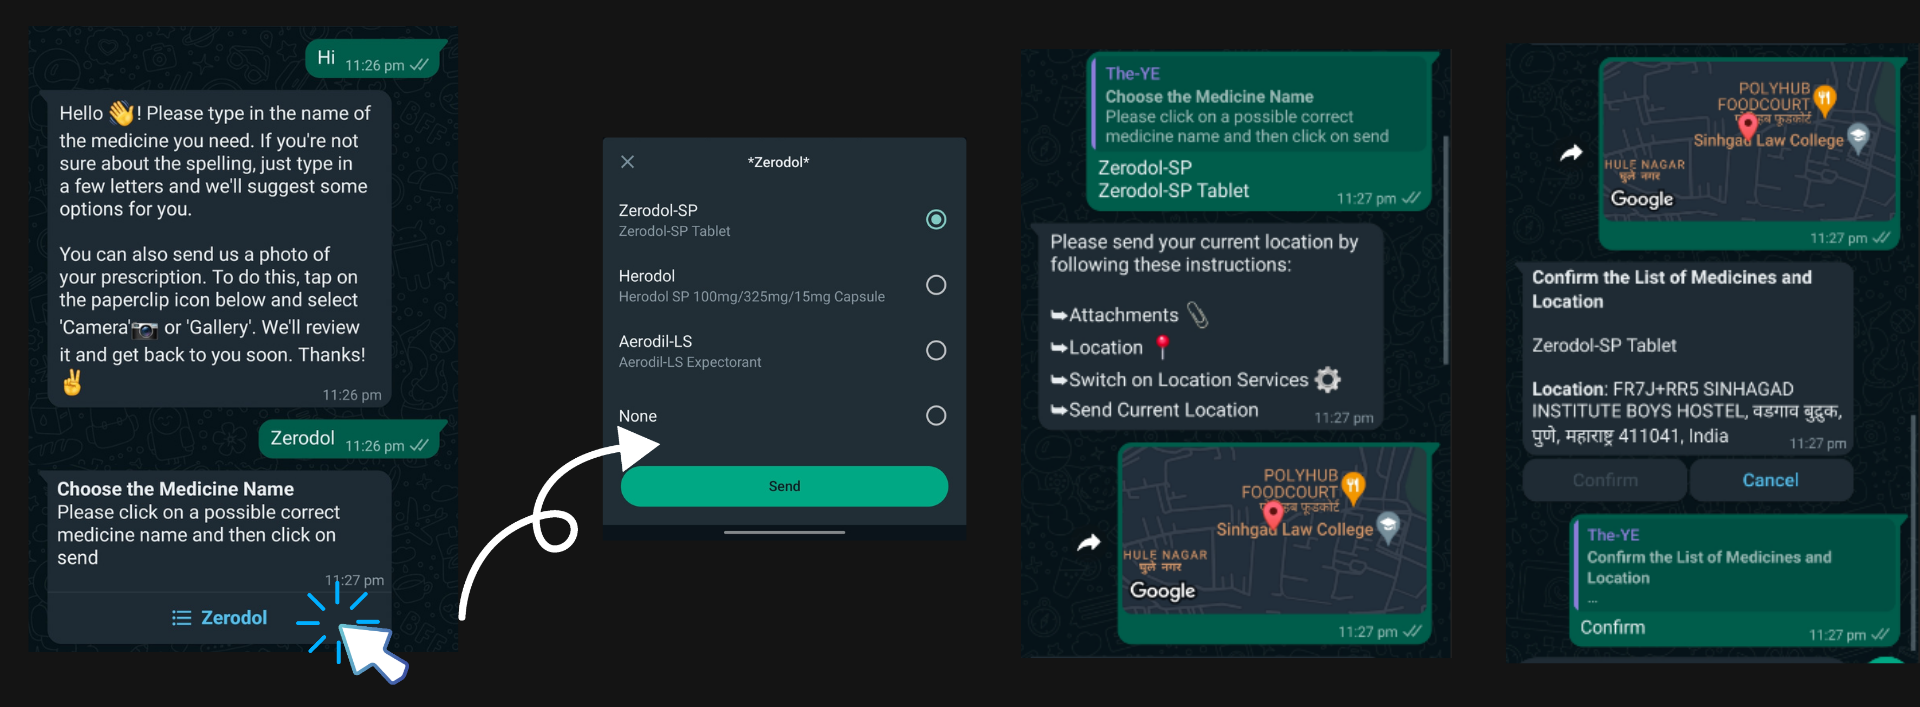 Hi 11:26 pm
Hello 👋! Please type in the name of
the medicine you need. If you're not
sure about the spelling, just type in
a few letters and we'll suggest some
options for you.
You can also send us a photo of
your prescription. To do this, tap on
the paperclip icon below and select
'Camera'📷 or 'Gallery'. We'll review
it and get back to you soon. Thanks!
✌️
11:26 pm
Zerodol 11:26 pm
Choose the Medicine Name
Please click on a possible correct
medicine name and then click on
send
11:27 pm
Zerodol
*Zerodol*
Zerodol-SP
Zerodol-SP Tablet
Herodol
Herodol SP 100mg/325mg/15mg Capsule
Aerodil-LS
Aerodil-LS Expectorant
None
Send
The-YE
Choose the Medicine Name
Please click on a possible correct
medicine name and then click on send
Zerodol-SP
Zerodol-SP Tablet
11:27 pm
Please send your current location by
following these instructions:
➥Attachments 📎
➥Location 📍
➥Switch on Location Services ⚙️
➥Send Current Location
11:27 pm
POLYHUB
FOODCOURT
फूडकोर्ट
Sinhgad Law College
HULE NAGAR
घुले नगर
Google
11:27 pm
POLYHUB
FOODCOURT
फूडकोर्ट
Sinhgad Law College
HULE NAGAR
घुले नगर
Google
11:27 pm
Confirm the List of Medicines and
Location
Zerodol-SP Tablet
Location: FR7J+RR5 SINHAGAD
INSTITUTE BOYS HOSTEL, वडगाव बुद्रुक,
पुणे, महाराष्ट्र 411041, India
11:27 pm
Confirm
Cancel
The-YE
Confirm the List of Medicines and
Location
...
Confirm
11:27 pm